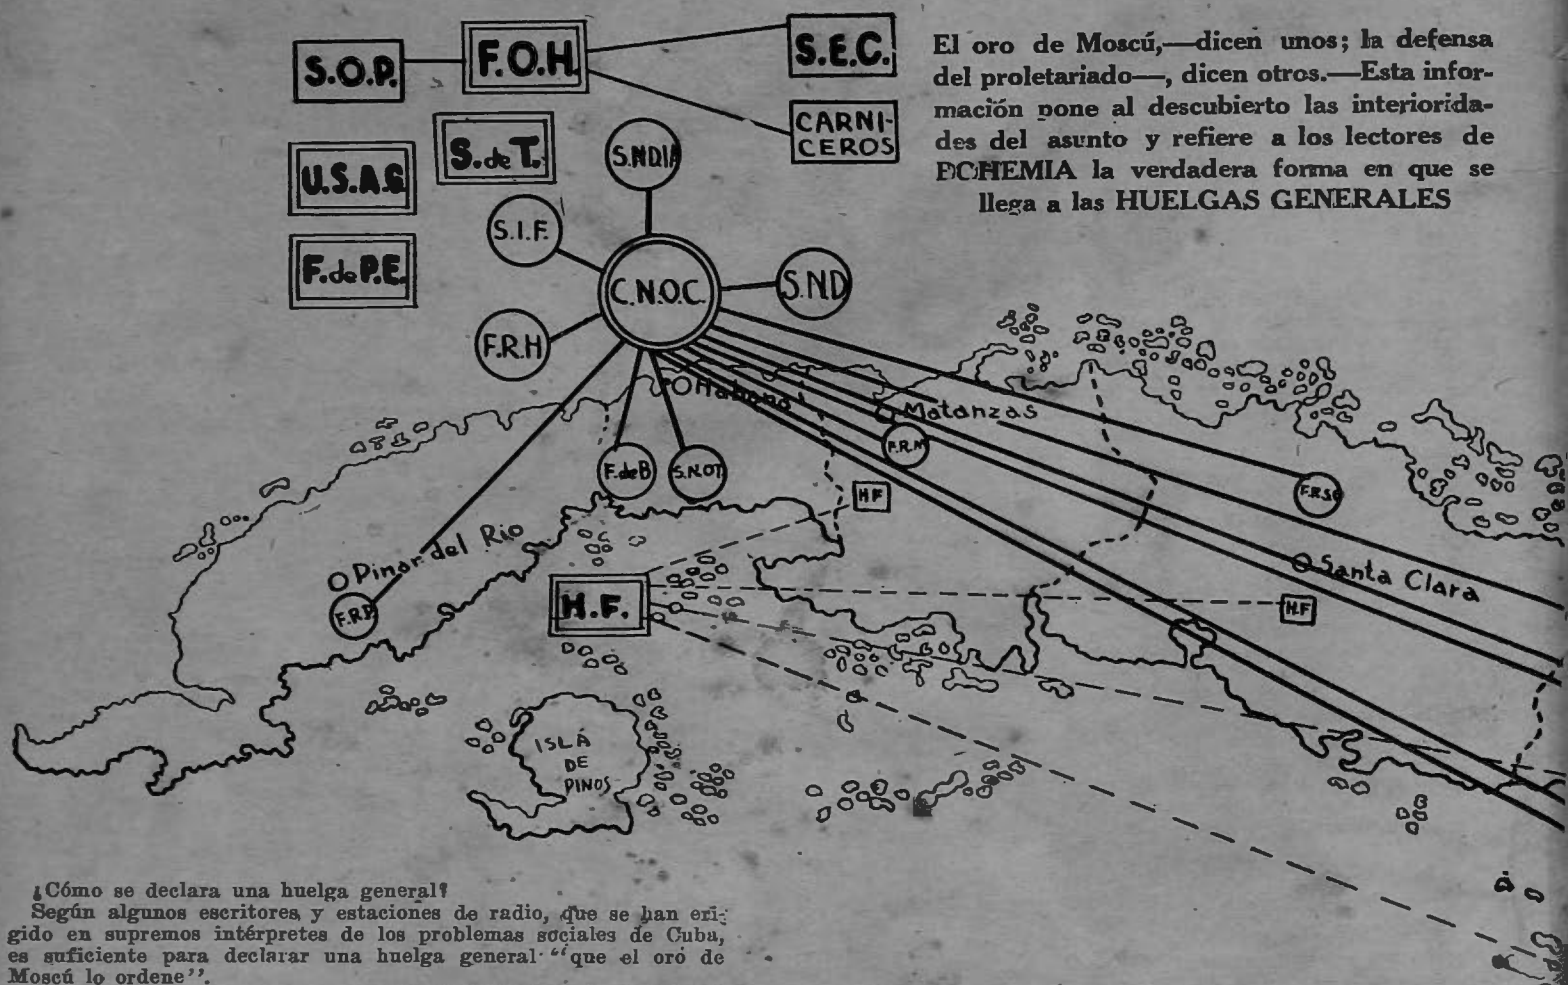 S.O.P.
F.O.H
S.E.C.
CARNI-
CEROS
El oro de Moscú,—dicen unos; la defensa
del proletariado—, dicen otros.—Esta infor-
mación pone al descubierto las interiorida-
des del asunto y refiere a los lectores de
BOHEMIA la verdadera forma en que se
llega a las HUELGAS GENERALES
U.S.A.C
S. de T.
S.N.D.I.A
S.I.F.
F. de P.E.
C.N.O.C.
S.N.D
F.R.H
Habana
Matanzas
F.R.M
F. de B
S.N.O.T
H.F
F.R.SC
Pinar del Rio
F.R.P
H.F.
Santa Clara
H.F
ISLA
DE
PINOS
¿Cómo se declara una huelga general?
Según algunos escritores y estaciones de radio, que se han eri-
gido en supremos intérpretes de los problemas sociales de Cuba,
es suficiente para declarar una huelga general “que el oro de
Moscú lo ordene”.